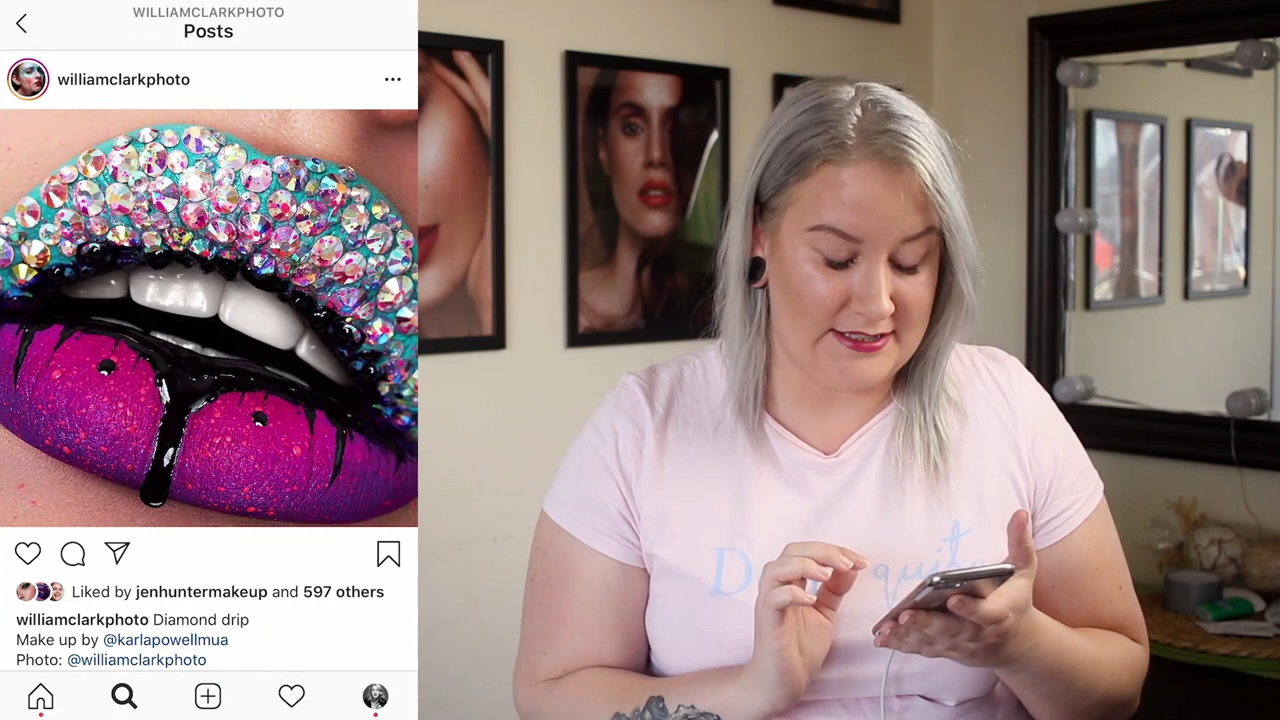 WILLIAMCLARKPHOTO
Posts
williamclarkphoto
Liked by jenhuntermakeup and 597 others
williamclarkphoto Diamond drip
Make up by @karlapowellmua
Photo: @williamclarkphoto